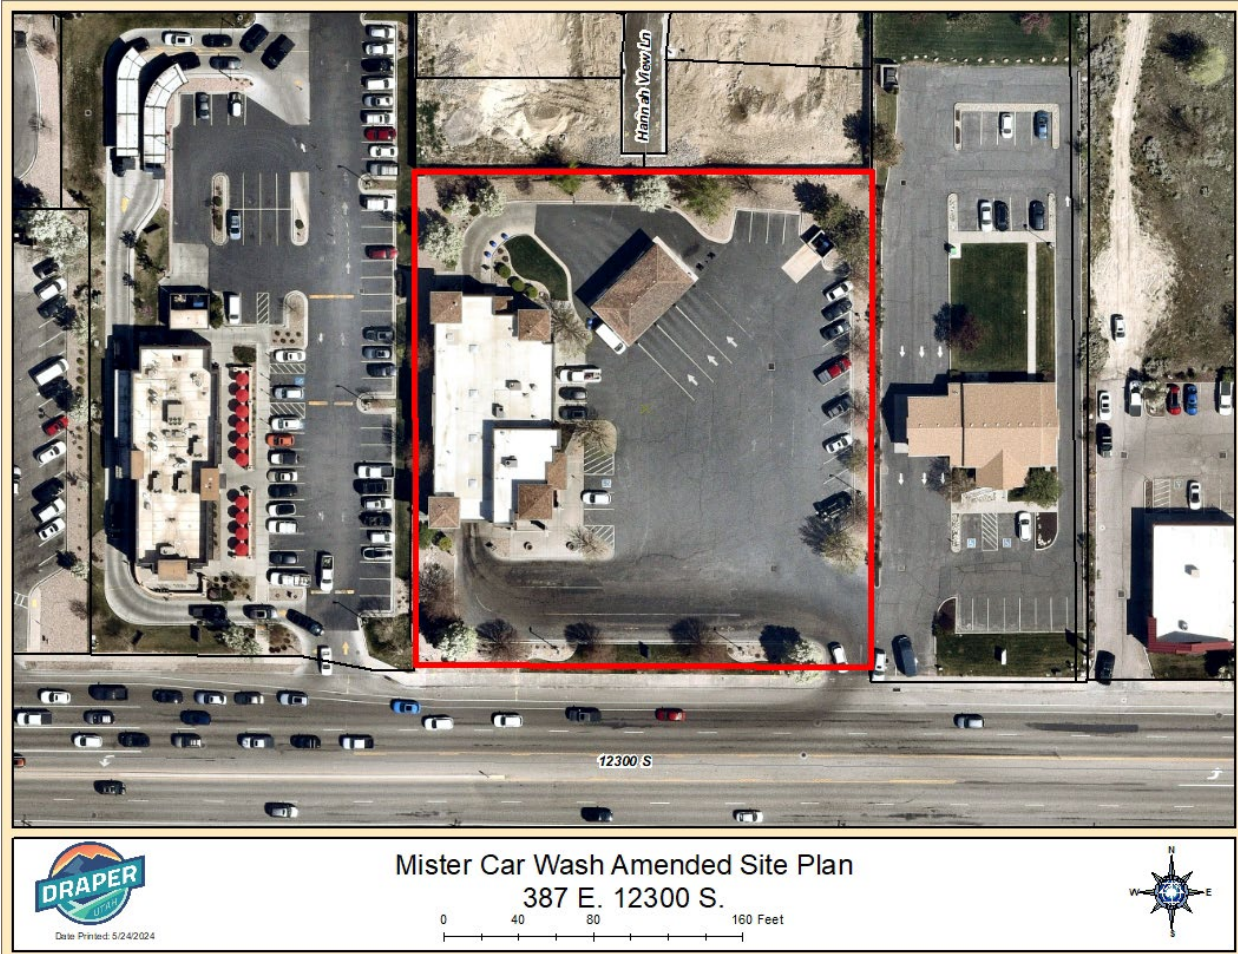 Hannah View Ln
12300 S
DRAPER
UTAH
Date Printed: 5/24/2024
Mister Car Wash Amended Site Plan
387 E. 12300 S.
0 40 80 160 Feet
N
W E
S